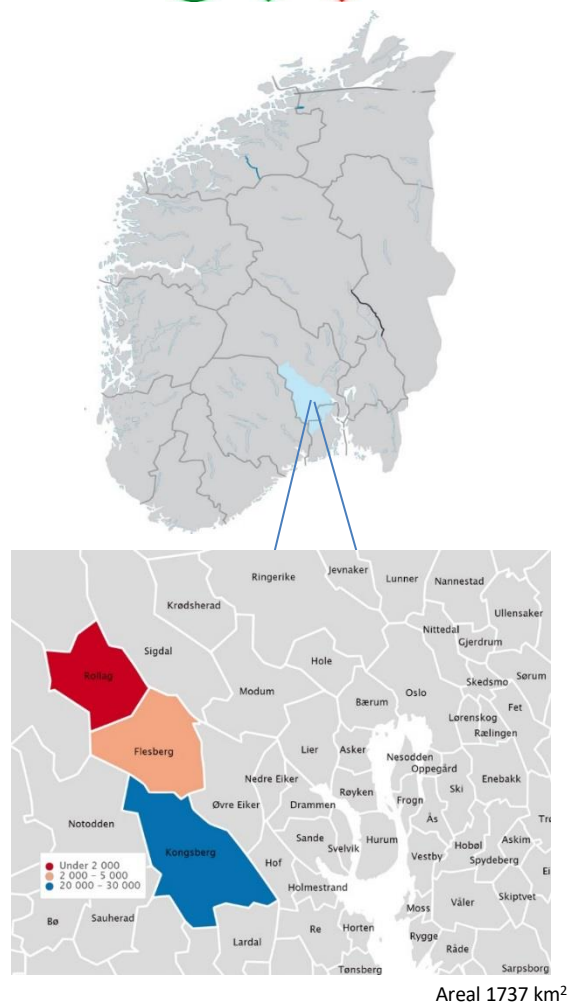 Jevnaker
Ringerike
Lunner
Nannestad
Krødsherad
Ullensaker
Nittedal
Gjerdrum
Sigdal
Hole
Rollag
Skedsmo
Sørum
Modum
Oslo
Bærum
Fet
Lørenskog
Rælingen
Flesberg
Lier
Asker
Nesodden
Oppegård
Nedre Eiker
Enebakk
Røyken
Ski
Øvre Eiker
Drammen
Frogn
Notodden
Ås
Trø
Sande
Hurum
Svelvik
Hobøl
Askim
Kongsberg
Vestby
Spydeberg
Hof
Ei
Under 2 000
2 000 – 5 000
20 000 – 30 000
Holmestrand
Skiptvet
Våler
Moss
Bø
Sauherad
Re
Horten
Rygge
Lardal
Råde
Tønsberg
Sarpsborg
Areal 1737 km²